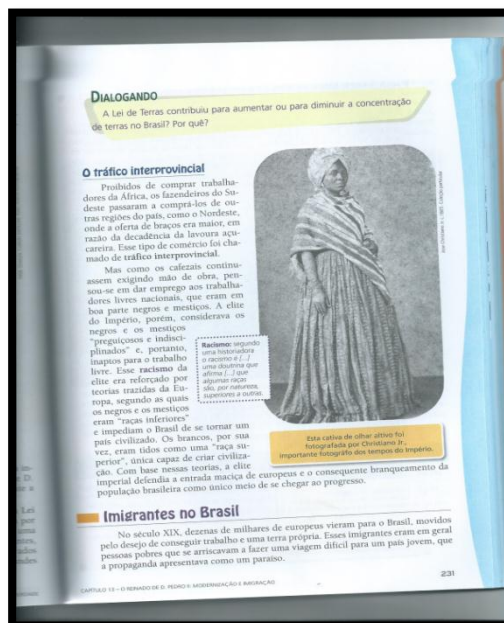 DIALOGANDO
A Lei de Terras contribuiu para aumentar ou para diminuir a concentração
de terras no Brasil? Por quê?
O tráfico interprovincial
Proibidos de comprar trabalha-
dores da África, os fazendeiros do Su-
deste passaram a comprá-los de ou-
tras regiões do país, como o Nordeste,
onde a oferta de braços era maior, em
razão da decadência da lavoura açu-
careira. Esse tipo de comércio foi cha-
mado de tráfico interprovincial.
Mas como os cafezais continu-
assem exigindo mão de obra, pen-
sou-se em dar emprego aos trabalha-
dores livres nacionais, que eram em
boa parte negros e mestiços. A elite
do Império, porém, considerava os
negros e os mestiços
"preguiçosos e indisci-
plinados" e, portanto,
inaptos para o trabalho
livre. Esse racismo da
elite era reforçado por
teorias trazidas da Eu-
ropa, segundo as quais
os negros e os mestiços
eram "raças inferiores"
e impediam o Brasil de se tornar um
país civilizado. Os brancos, por sua
vez, eram tidos como uma "raça su-
perior", única capaz de criar civiliza-
ção. Com base nessas teorias, a elite
imperial defendia a entrada maciça de europeus e o consequente branqueamento da
população brasileira como único meio de se chegar ao progresso.
Racismo: segundo
uma historiadora
o racismo é [...]
uma doutrina que
afirma [...] que
algumas raças
são, por natureza,
superiores a outras.
Esta cativa de olhar altivo foi
fotografada por Christiano Jr.,
importante fotógrafo dos tempos do Império.
Imigrantes no Brasil
No século XIX, dezenas de milhares de europeus vieram para o Brasil, movidos
pelo desejo de conseguir trabalho e uma terra própria. Esses imigrantes eram em geral
pessoas pobres que se arriscavam a fazer uma viagem difícil para um país jovem, que
a propaganda apresentava como um paraíso.
CAPÍTULO 13 – O REINADO DE D. PEDRO II: MODERNIZAÇÃO E IMIGRAÇÃO
231